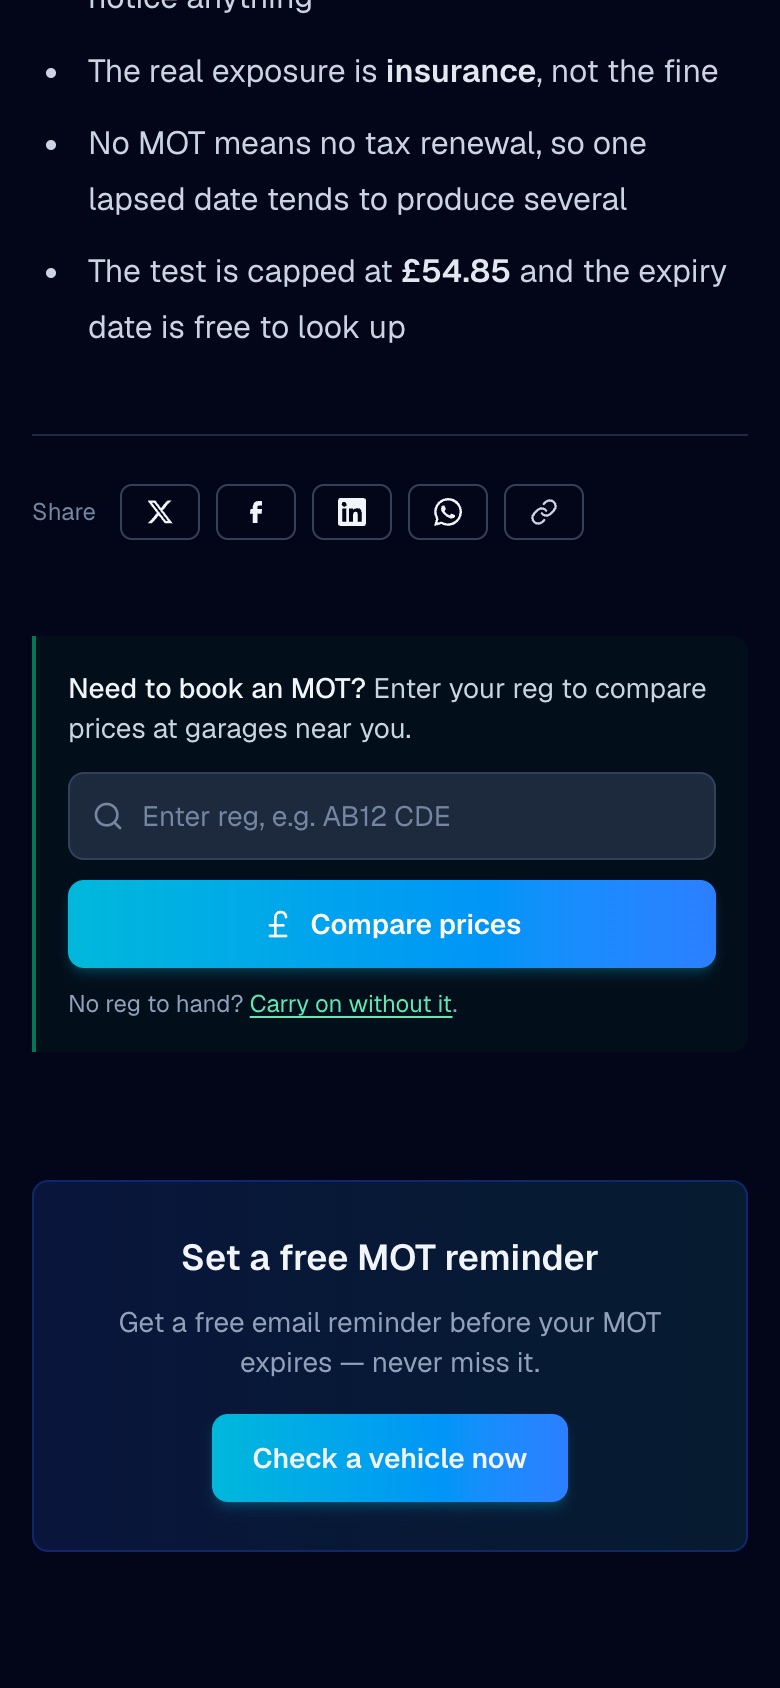 notice anything
The real exposure is insurance, not the fine
No MOT means no tax renewal, so one
lapsed date tends to produce several
The test is capped at £54.85 and the expiry
date is free to look up
Share
Need to book an MOT? Enter your reg to compare
prices at garages near you.
Enter reg, e.g. AB12 CDE
£ Compare prices
No reg to hand? Carry on without it.
Set a free MOT reminder
Get a free email reminder before your MOT
expires — never miss it.
Check a vehicle now